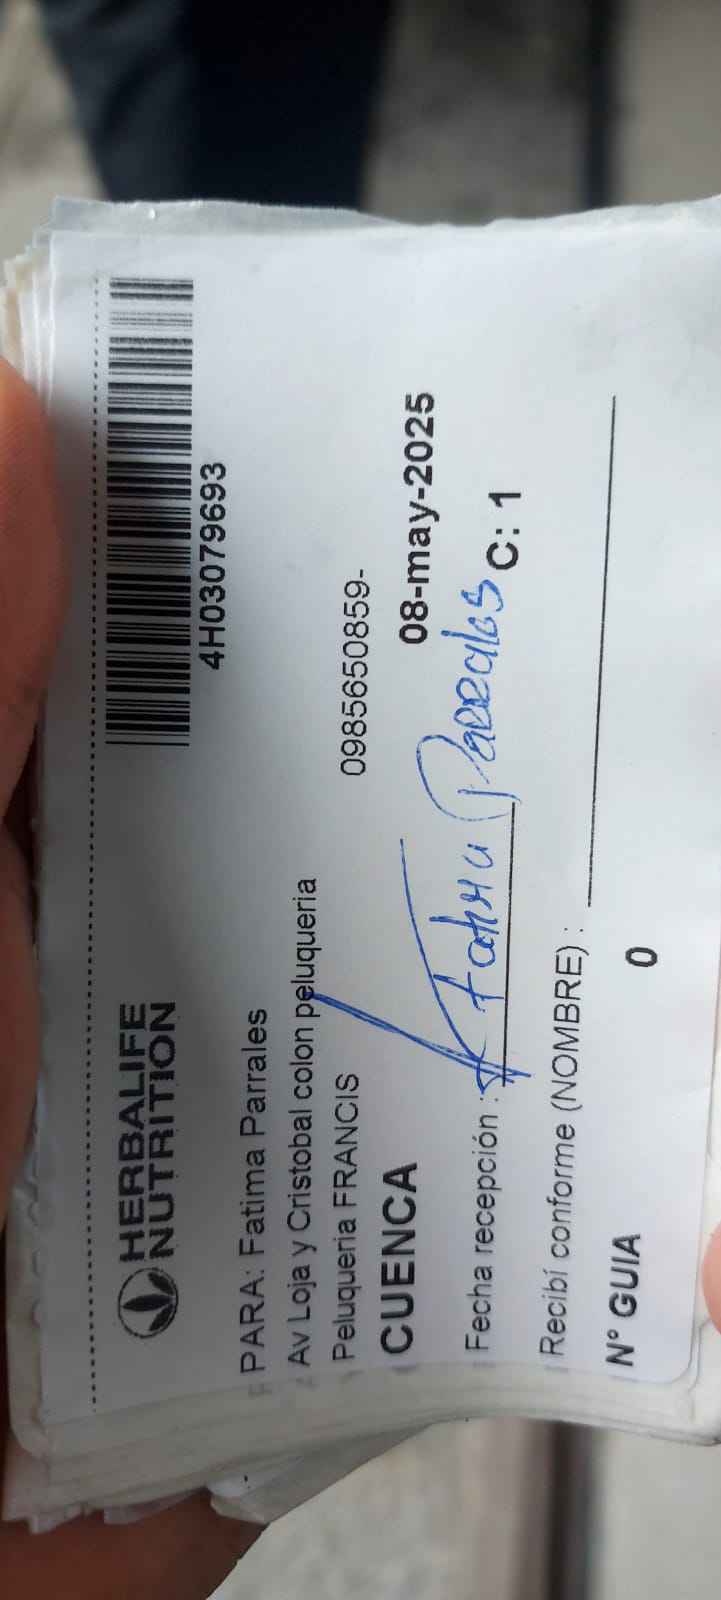 HERBALIFE
NUTRITION
4H03079693
PARA: Fatima Parrales
Av Loja y Cristobal colon peluqueria
Peluqueria FRANCIS 0985650859-
CUENCA 08-may-2025
Fatima Parrales
Fecha recepción : C: 1
Recibí conforme (NOMBRE) :
N° GUIA 0